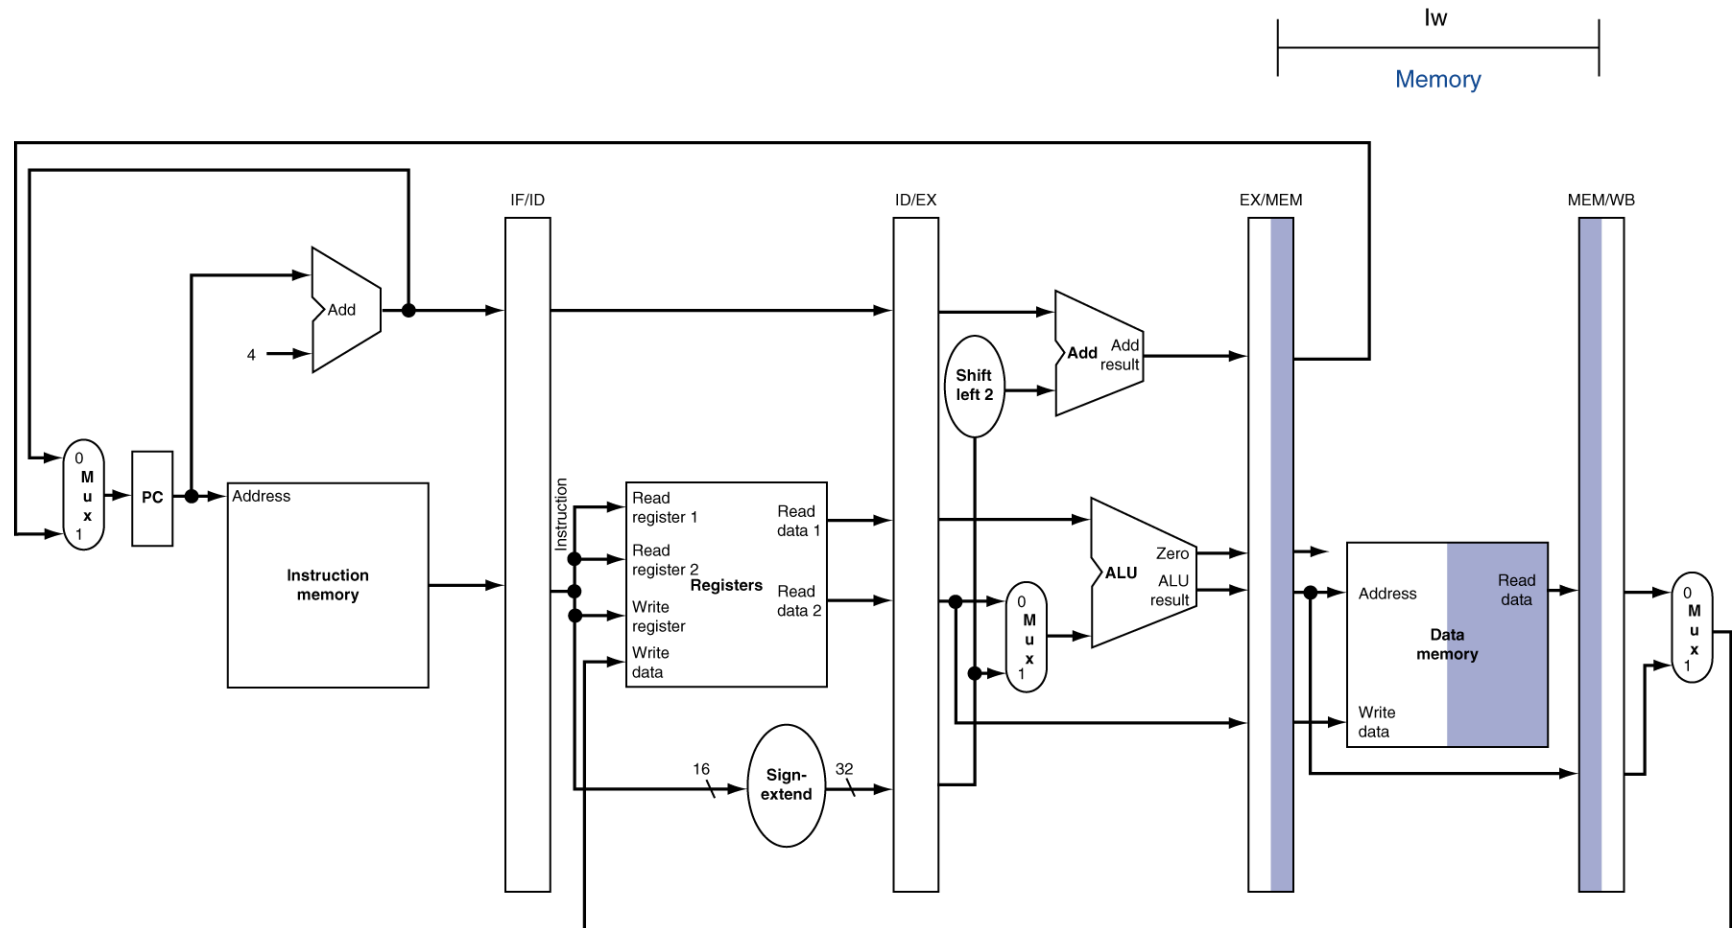 lw
Memory
IF/ID
ID/EX
EX/MEM
MEM/WB
Add
4
Add
Add
result
Shift
left 2
0
M
u
x
1
PC
Address
Instruction
memory
Instruction
Read
register 1
Read
register 2
Registers
Write
register
Write
data
Read
data 1
Read
data 2
16
Sign-
extend
32
0
M
u
x
1
Zero
ALU
ALU
result
Address
Read
data
Data
memory
Write
data
0
M
u
x
1